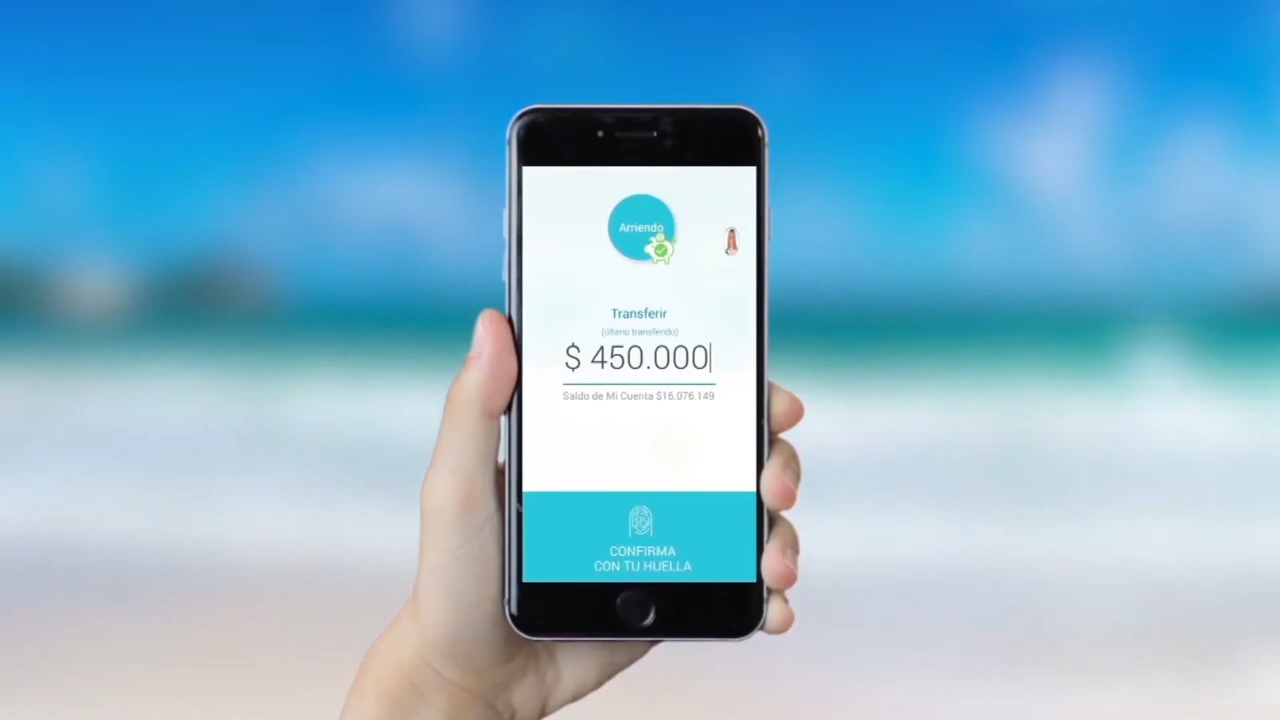 Arriendo
Transferir
(último transferido)
$ 450.000
Saldo de Mi Cuenta $16.076.149
CONFIRMA
CON TU HUELLA